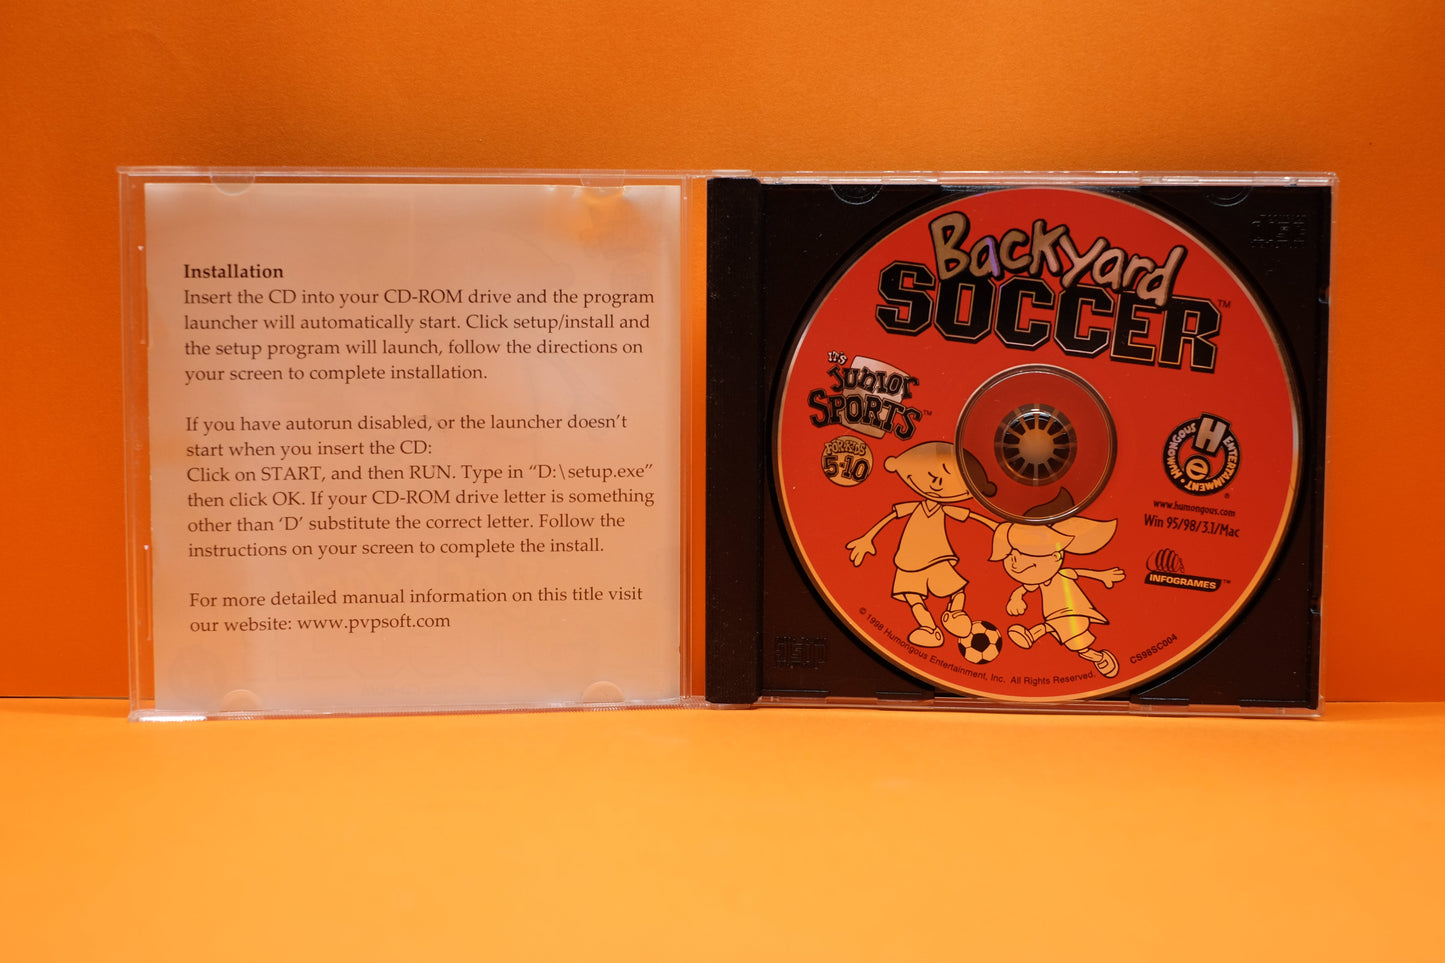 Installation
Insert the CD into your CD-ROM drive and the program
launcher will automatically start. Click setup/install and
the setup program will launch, follow the directions on
your screen to complete installation.
If you have autorun disabled, or the launcher doesn't
start when you insert the CD:
Click on START, and then RUN. Type in “D:\setup.exe”
then click OK. If your CD-ROM drive letter is something
other than ‘D’ substitute the correct letter. Follow the
instructions on your screen to complete the install.
For more detailed manual information on this title visit
our website: www.pvpsoft.com
Backyard
SOCCER™
IT'S
JUNIOR
SPORTS™
FOR KIDS
5-10
H
e
HUMONGOUS ENTERTAINMENT •
®
www.humongous.com
Win 95/98/3.1/Mac
INFOGRAMES™
© 1998 Humongous Entertainment, Inc. All Rights Reserved.
CS98SC004